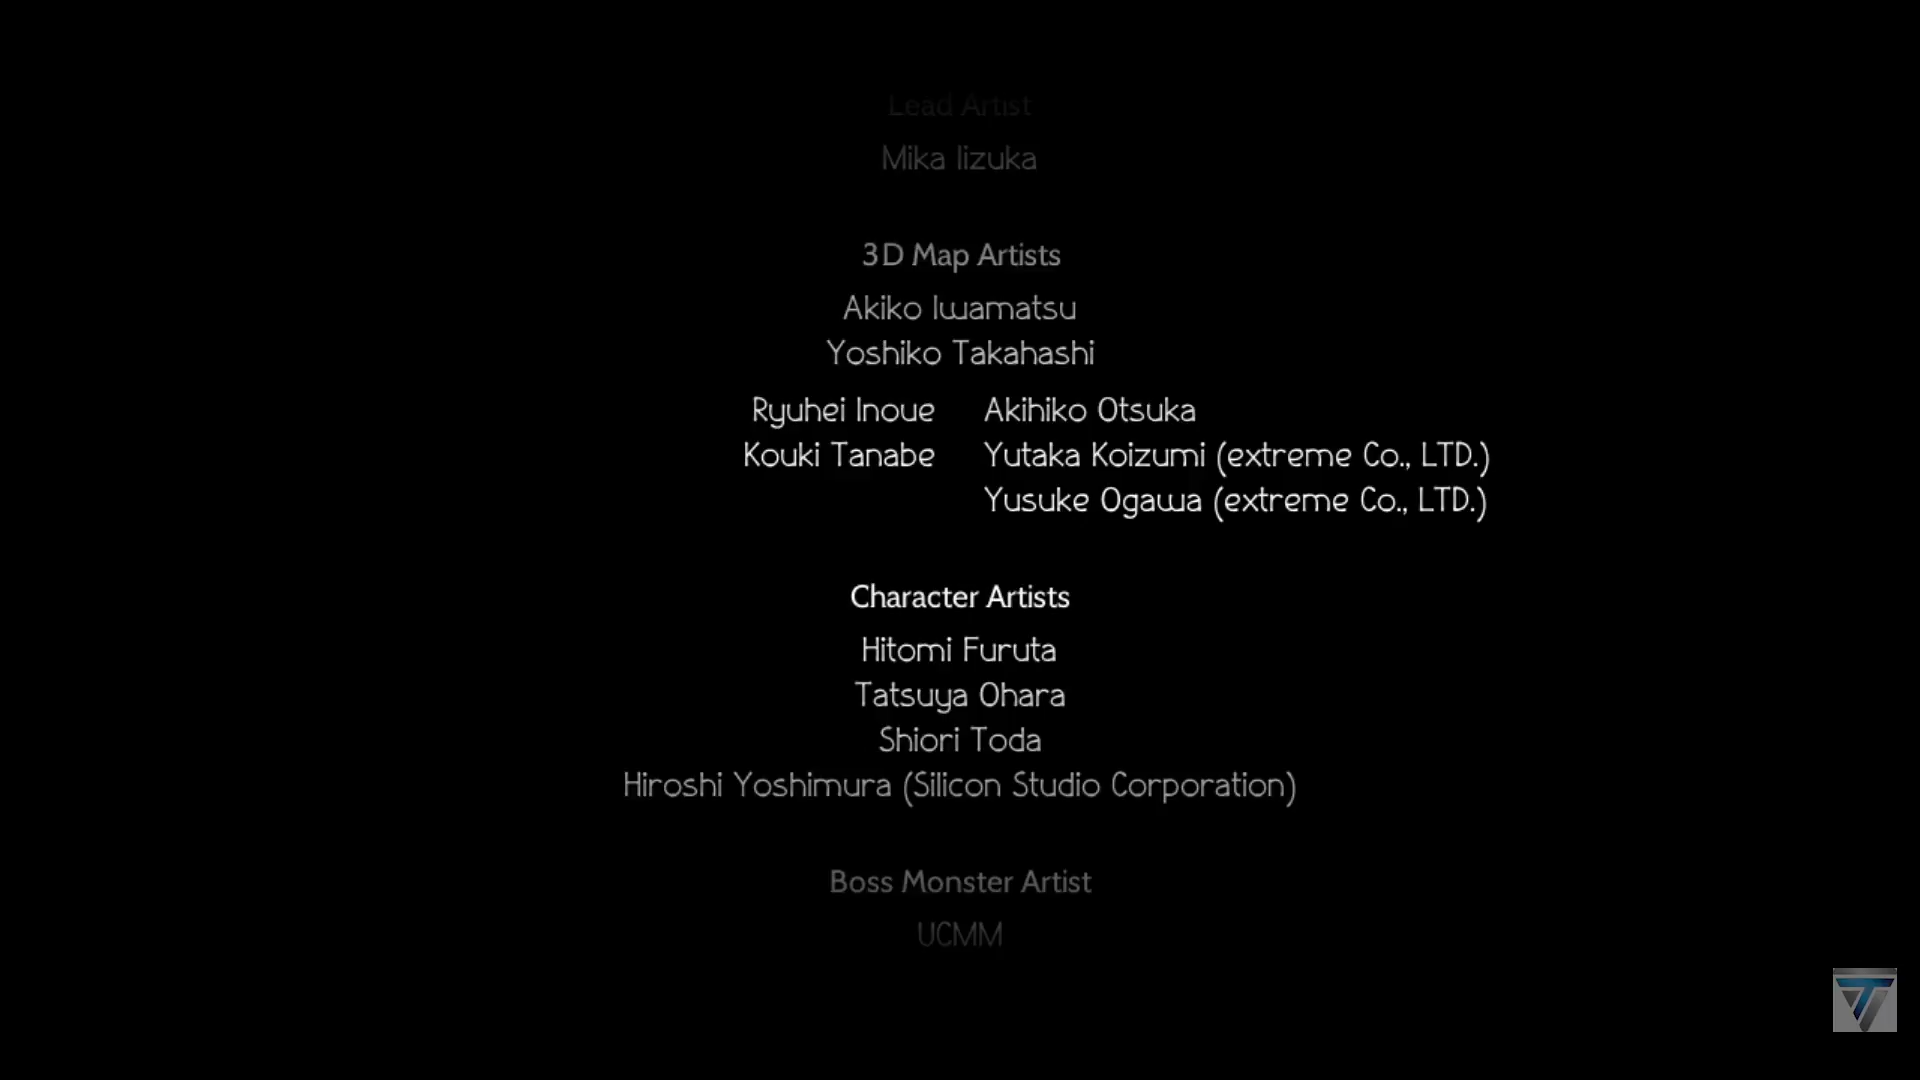 Lead Artist
Mika Iizuka
3D Map Artists
Akiko Iwamatsu
Yoshiko Takahashi
Ryuhei Inoue Akihiko Otsuka
Kouki Tanabe Yutaka Koizumi (extreme Co., LTD.)
Yusuke Ogawa (extreme Co., LTD.)
Character Artists
Hitomi Furuta
Tatsuya Ohara
Shiori Toda
Hiroshi Yoshimura (Silicon Studio Corporation)
Boss Monster Artist
UCMM